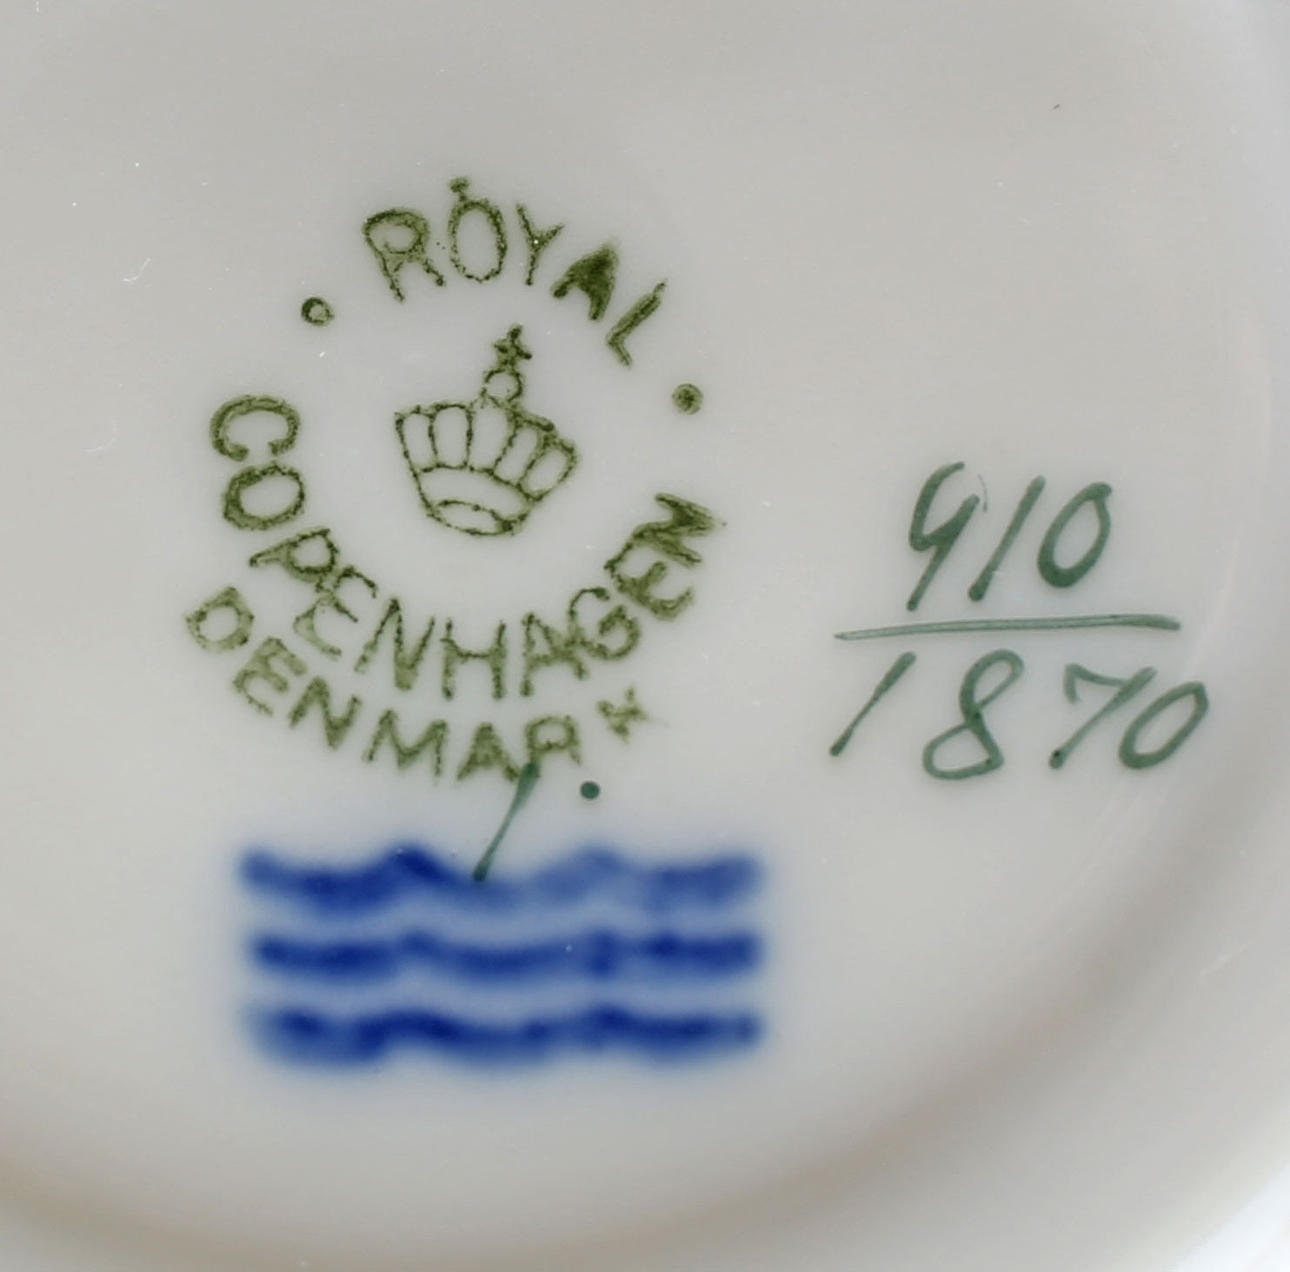 ROYAL
COPENHAGEN
DENMARK
910
1870